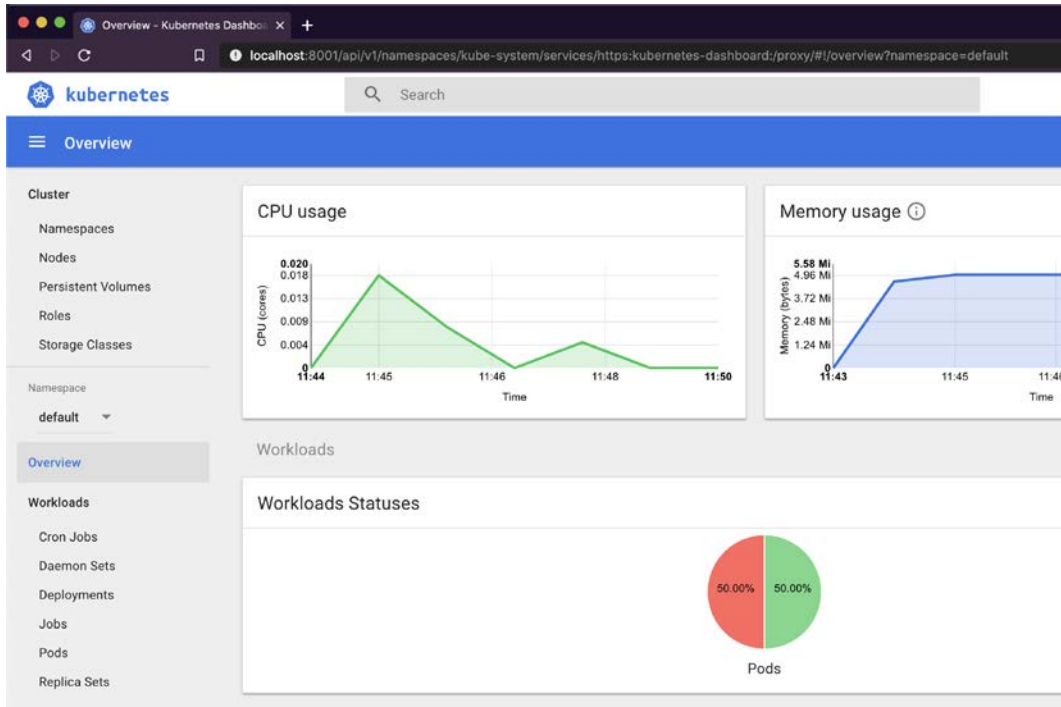 Overview - Kubernetes Dashboa
localhost:8001/api/v1/namespaces/kube-system/services/https:kubernetes-dashboard:/proxy/#!/overview?namespace=default
kubernetes
Search
Overview
Cluster
Namespaces
Nodes
Persistent Volumes
Roles
Storage Classes
Namespace
default
Overview
Workloads
Cron Jobs
Daemon Sets
Deployments
Jobs
Pods
Replica Sets
CPU usage
CPU (cores)
0.020
0.018
0.013
0.009
0.004
0
11:44 11:45 11:46 11:48 11:50
Time
Memory usage
Memory (bytes)
5.58 Mi
4.96 Mi
3.72 Mi
2.48 Mi
1.24 Mi
0
11:43 11:45 11:46
Time
Workloads
Workloads Statuses
50.00% 50.00%
Pods